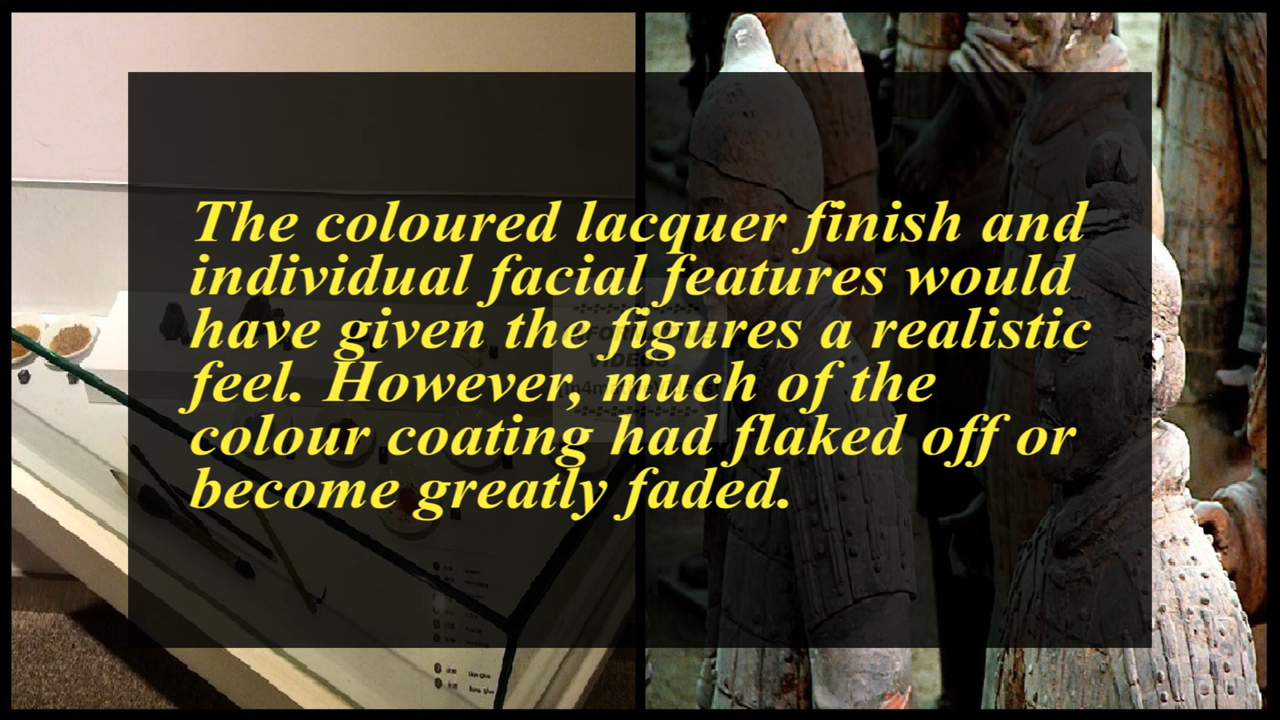 The coloured lacquer finish and
individual facial features would
have given the figures a realistic
feel. However, much of the
colour coating had flaked off or
become greatly faded.
VIDEOS